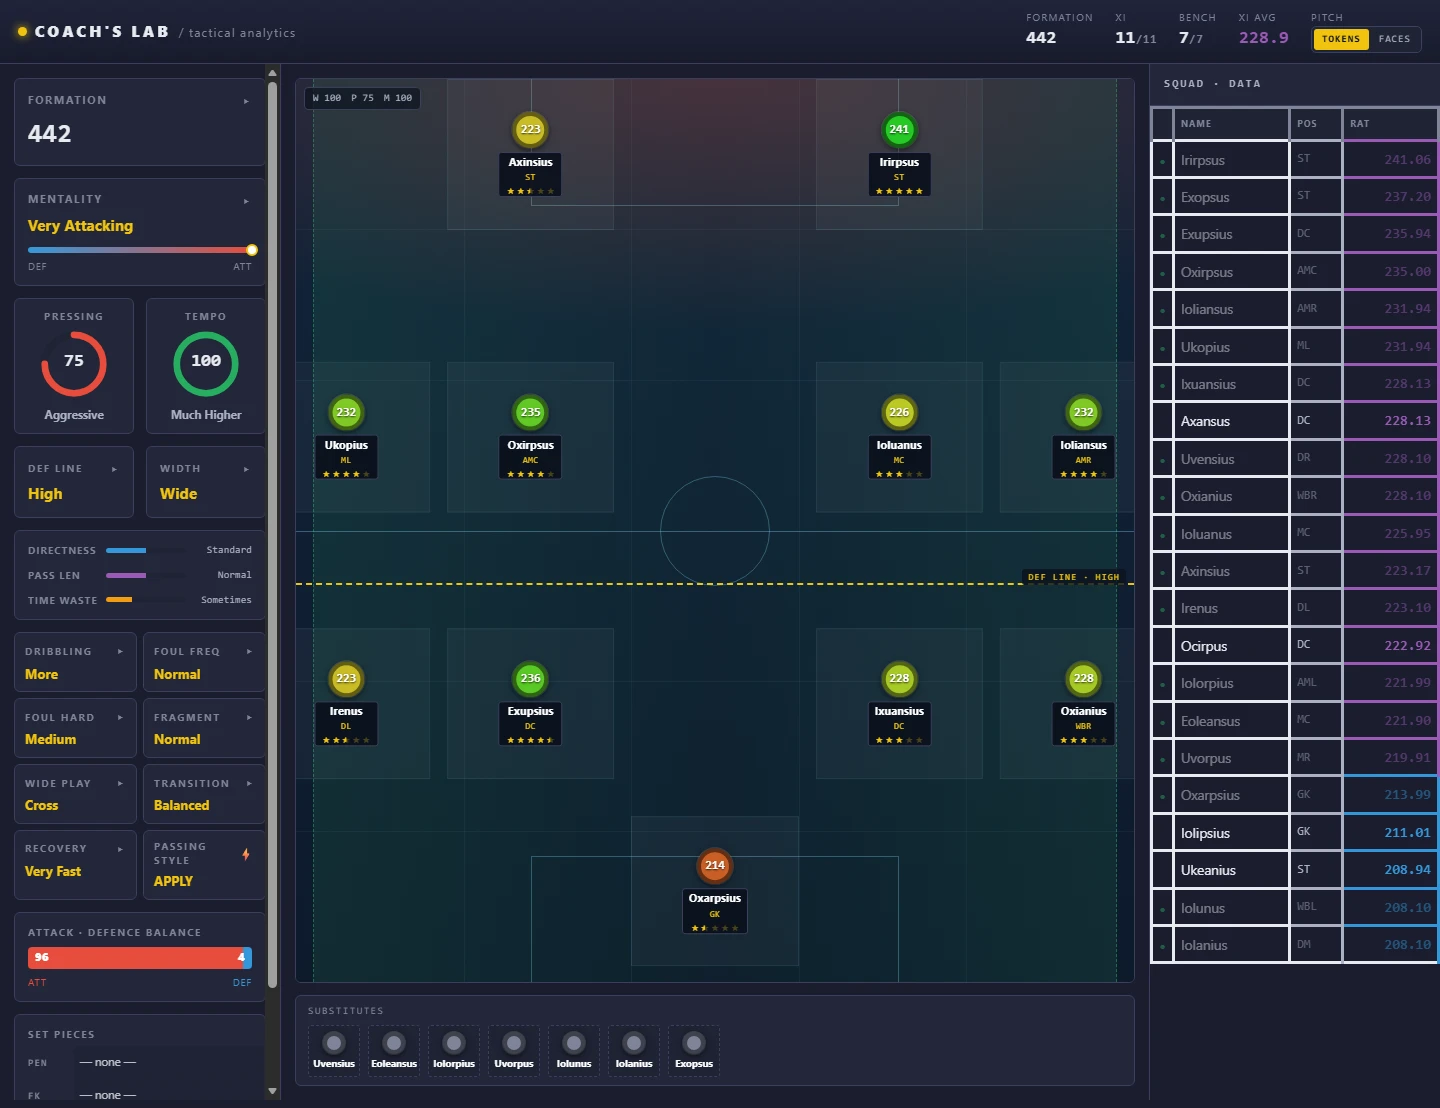 COACH'S LAB / tactical analytics
FORMATION
442
XI
11/11
BENCH
7/7
XI AVG
228.9
PITCH
TOKENS FACES
FORMATION
442
MENTALITY
Very Attacking
DEF ATT
PRESSING
75
Aggressive
TEMPO
100
Much Higher
DEF LINE
High
WIDTH
Wide
DIRECTNESS Standard
PASS LEN Normal
TIME WASTE Sometimes
DRIBBLING
More
FOUL FREQ
Normal
FOUL HARD
Medium
FRAGMENT
Normal
WIDE PLAY
Cross
TRANSITION
Balanced
RECOVERY
Very Fast
PASSING
STYLE
APPLY
ATTACK · DEFENCE BALANCE
96 4
ATT DEF
SET PIECES
PEN — none —
FK — none —
W 100 P 75 M 100
223
Axinsius
ST
241
Irirpsus
ST
232
Ukopius
ML
235
Oxirpsus
AMC
226
Ioluanus
MC
232
Ioliansus
AMR
DEF LINE · HIGH
223
Irenus
DL
236
Exupsius
DC
228
Ixuansius
DC
228
Oxianius
WBR
214
Oxarpsius
GK
SUBSTITUTES
Uvensius
Eoleansus
Iolorpius
Uvorpus
Iolunus
Iolanius
Exopsus
SQUAD · DATA
NAME POS RAT
Irirpsus ST 241.06
Exopsus ST 237.20
Exupsius DC 235.94
Oxirpsus AMC 235.00
Ioliansus AMR 231.94
Ukopius ML 231.94
Ixuansius DC 228.13
Axansus DC 228.13
Uvensius DR 228.10
Oxianius WBR 228.10
Ioluanus MC 225.95
Axinsius ST 223.17
Irenus DL 223.10
Ocirpus DC 222.92
Iolorpius AML 221.99
Eoleansus MC 221.90
Uvorpus MR 219.91
Oxarpsius GK 213.99
Iolipsius GK 211.01
Ukeanius ST 208.94
Iolunus WBL 208.10
Iolanius DM 208.10